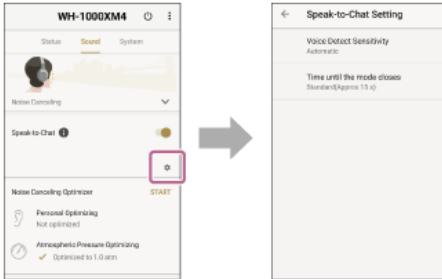 WH-1000XM4
Status Sound System
Noise Canceling
Speak-to-Chat
Noise Canceling Optimizer START
Personal Optimizing
Not optimized
Atmospheric Pressure Optimizing
Optimized to 1.0 atm
Speak-to-Chat Setting
Voice Detect Sensitivity
Automatic
Time until the mode closes
Standard(Approx 15 s)